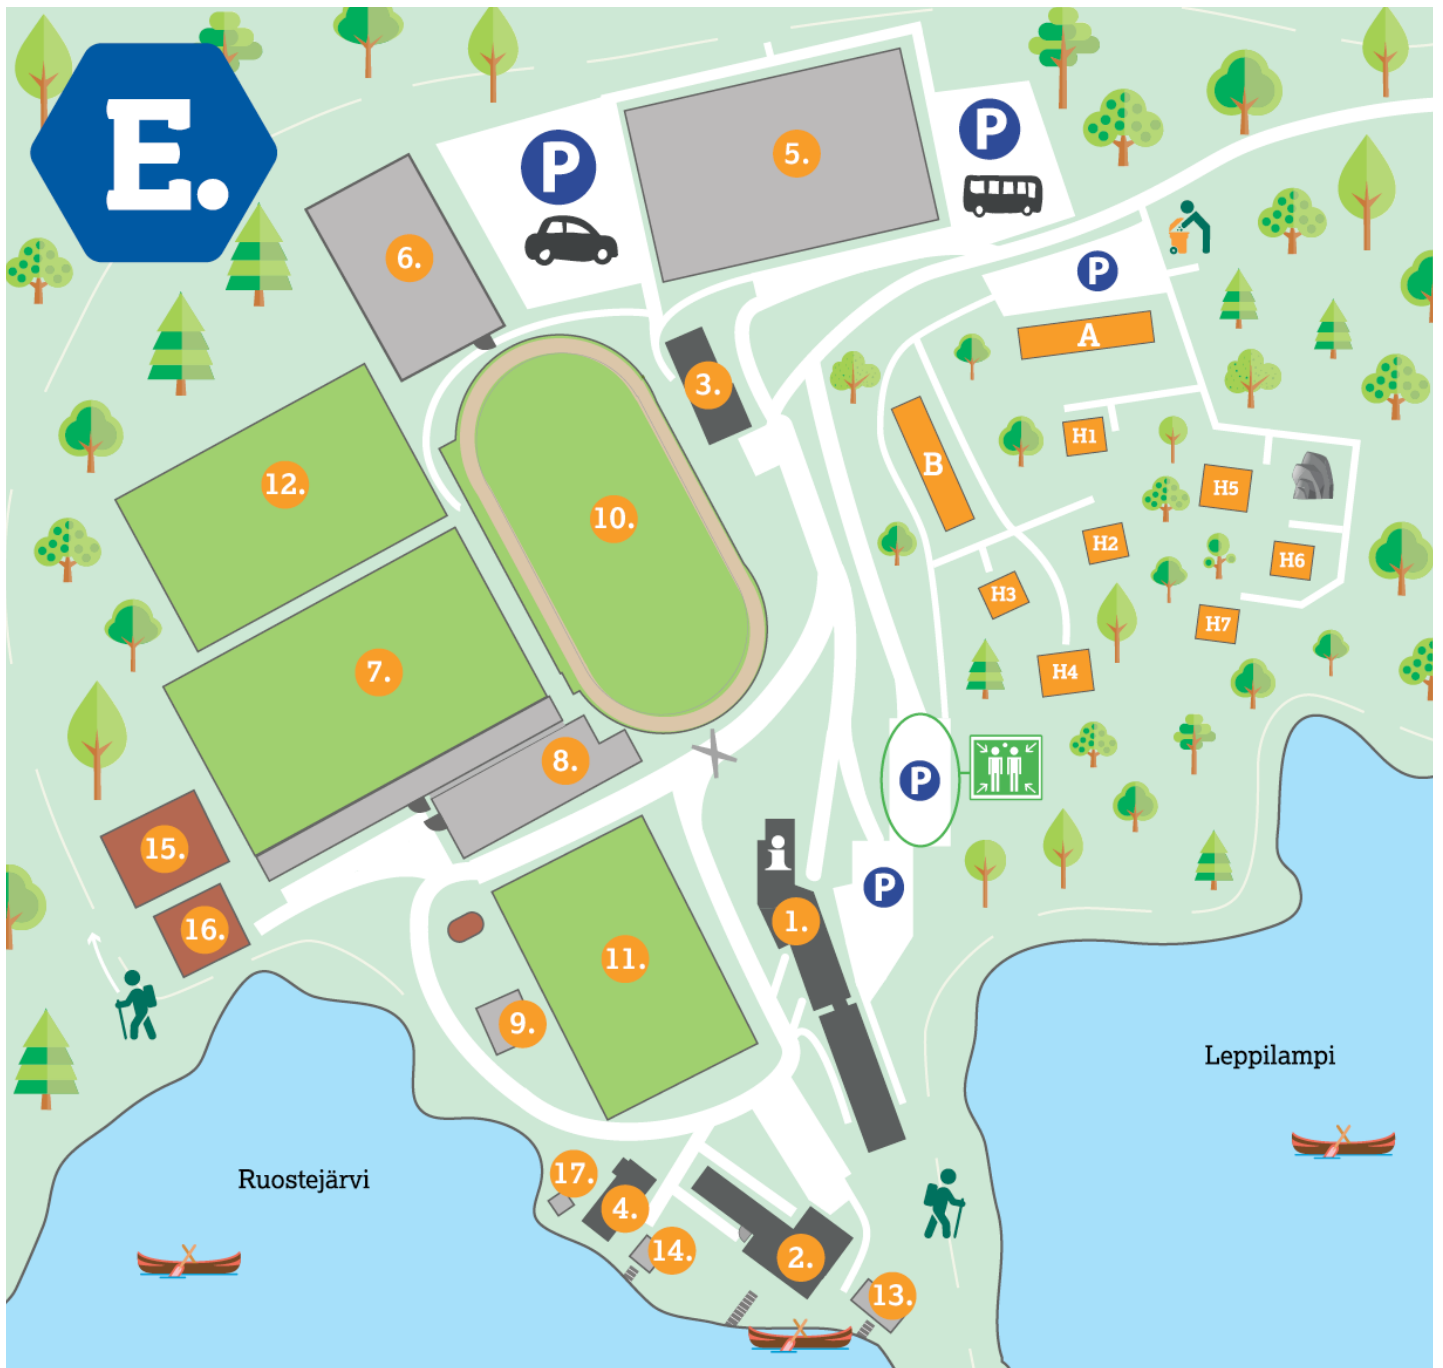 E.
P
5.
P
6.
P
A
3.
H1
B
12.
H5
10.
H2
H6
H3
H7
7.
H4
8.
P
15.
i
P
16.
1.
11.
9.
Leppilampi
Ruostejärvi
17.
4.
14.
2.
13.